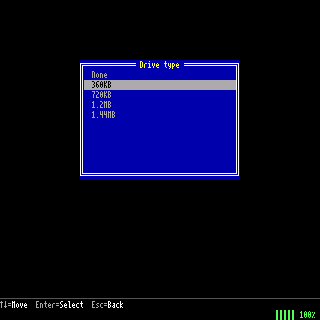 Drive type
None
360KB
720KB
1.2MB
1.44MB
↑↓=Move Enter=Select Esc=Back
100%